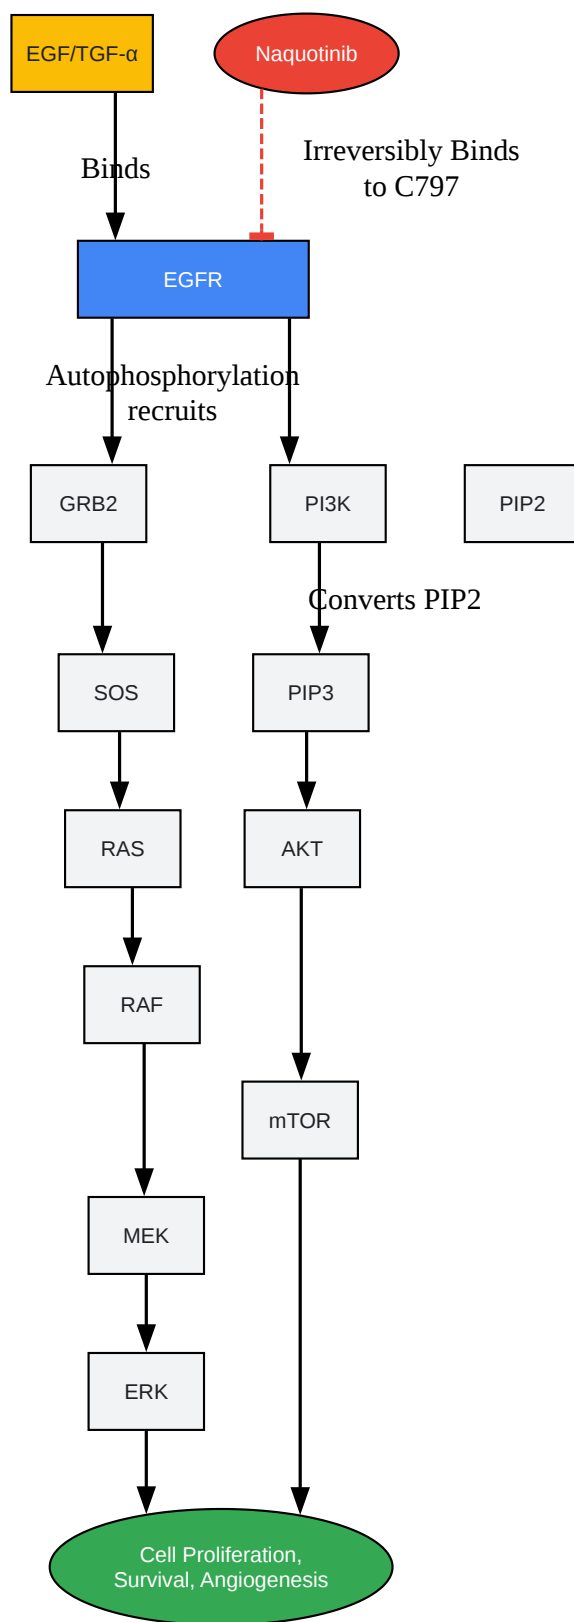 EGF/TGF-α
Naquotinib
Binds
Irreversibly Binds
to C797
EGFR
Autophosphorylation
recruits
GRB2
PI3K
PIP2
Converts PIP2
SOS
PIP3
RAS
AKT
RAF
mTOR
MEK
ERK
Cell Proliferation,
Survival, Angiogenesis